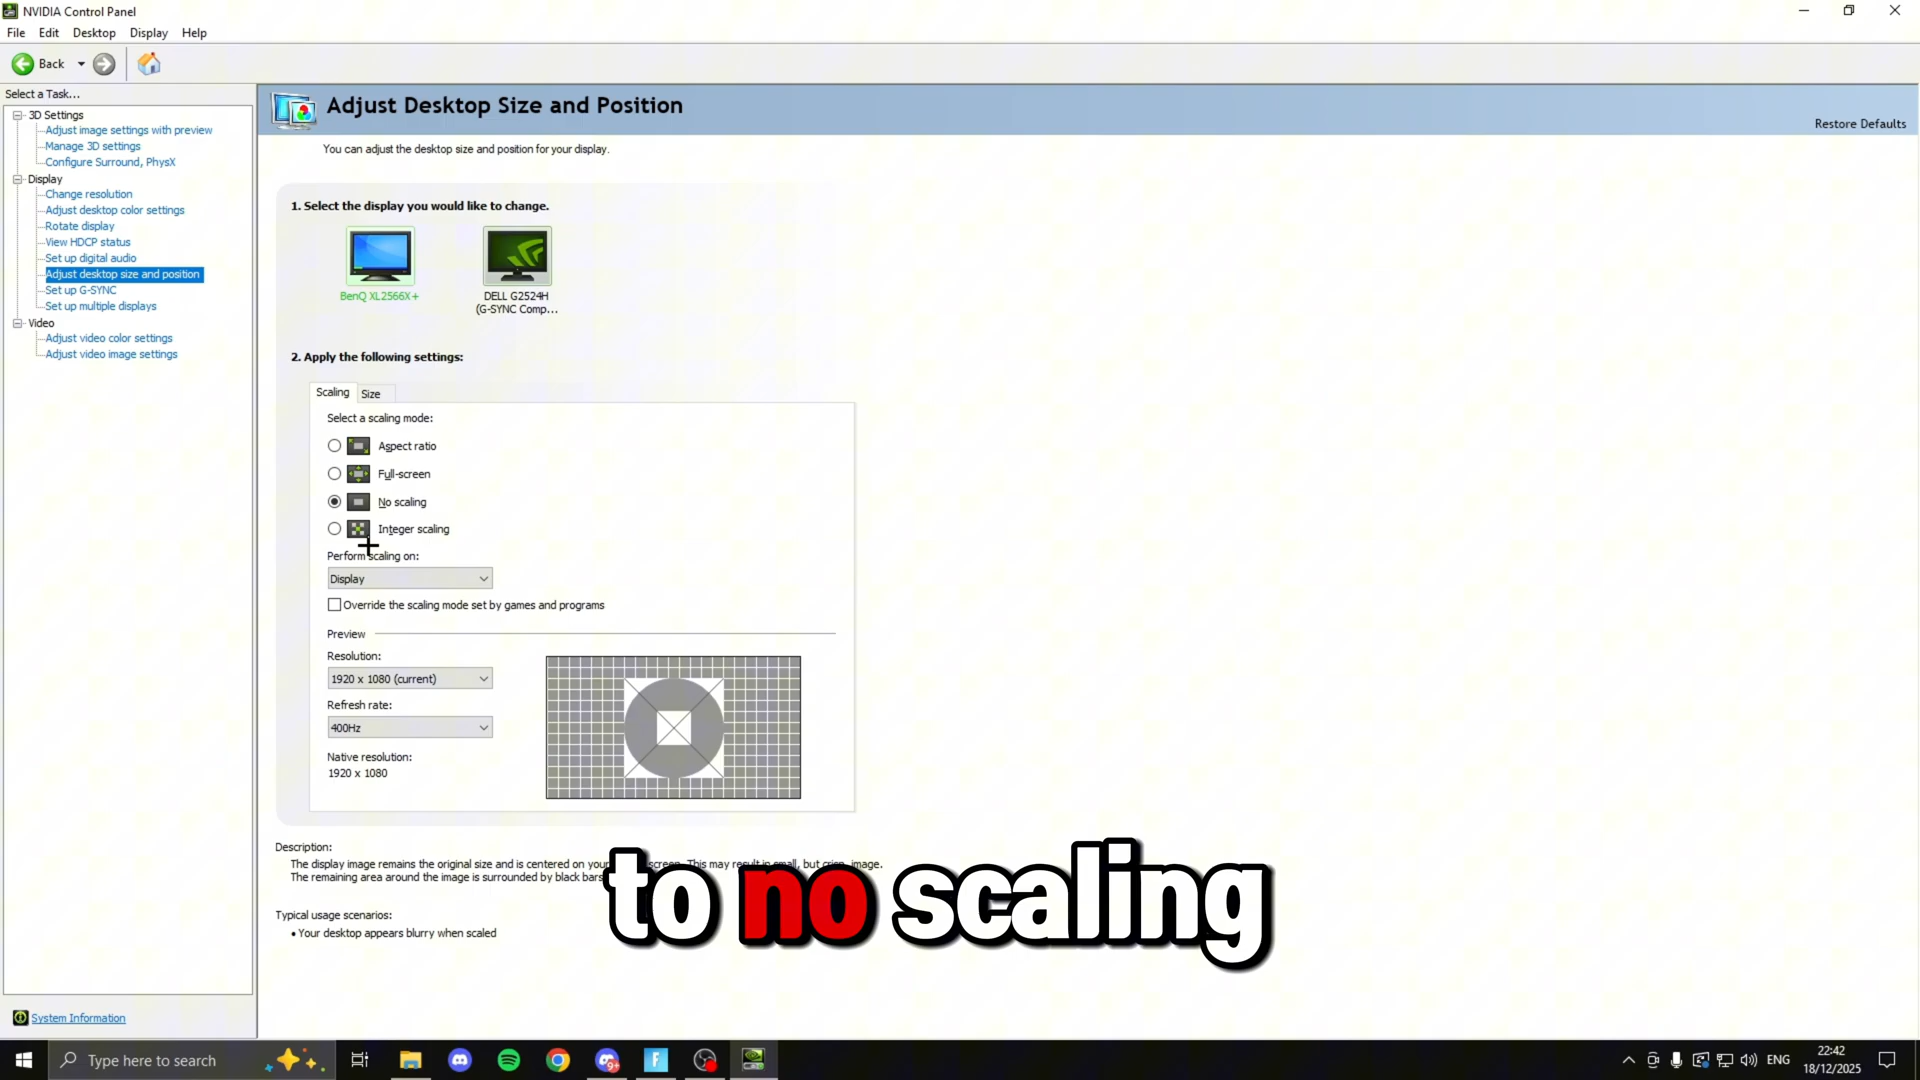 NVIDIA Control Panel
File Edit Desktop Display Help
Back
Select a Task...
3D Settings
Adjust image settings with preview
Manage 3D settings
Configure Surround, PhysX
Display
Change resolution
Adjust desktop color settings
Rotate display
View HDCP status
Set up digital audio
Adjust desktop size and position
Set up G-SYNC
Set up multiple displays
Video
Adjust video color settings
Adjust video image settings
System Information
Adjust Desktop Size and Position
Restore Defaults
You can adjust the desktop size and position for your display.
1. Select the display you would like to change.
BenQ XL2566X+
DELL G2524H
(G-SYNC Comp...
2. Apply the following settings:
Scaling Size
Select a scaling mode:
Aspect ratio
Full-screen
No scaling
Integer scaling
Perform scaling on:
Display
Override the scaling mode set by games and programs
Preview
Resolution:
1920 x 1080 (current)
Refresh rate:
400Hz
Native resolution:
1920 x 1080
Description:
The display image remains the original size and is centered on your screen. This may result in small, but crisp, image.
The remaining area around the image is surrounded by black bars
Typical usage scenarios:
• Your desktop appears blurry when scaled
to no scaling
Type here to search
ENG
22:42
18/12/2025